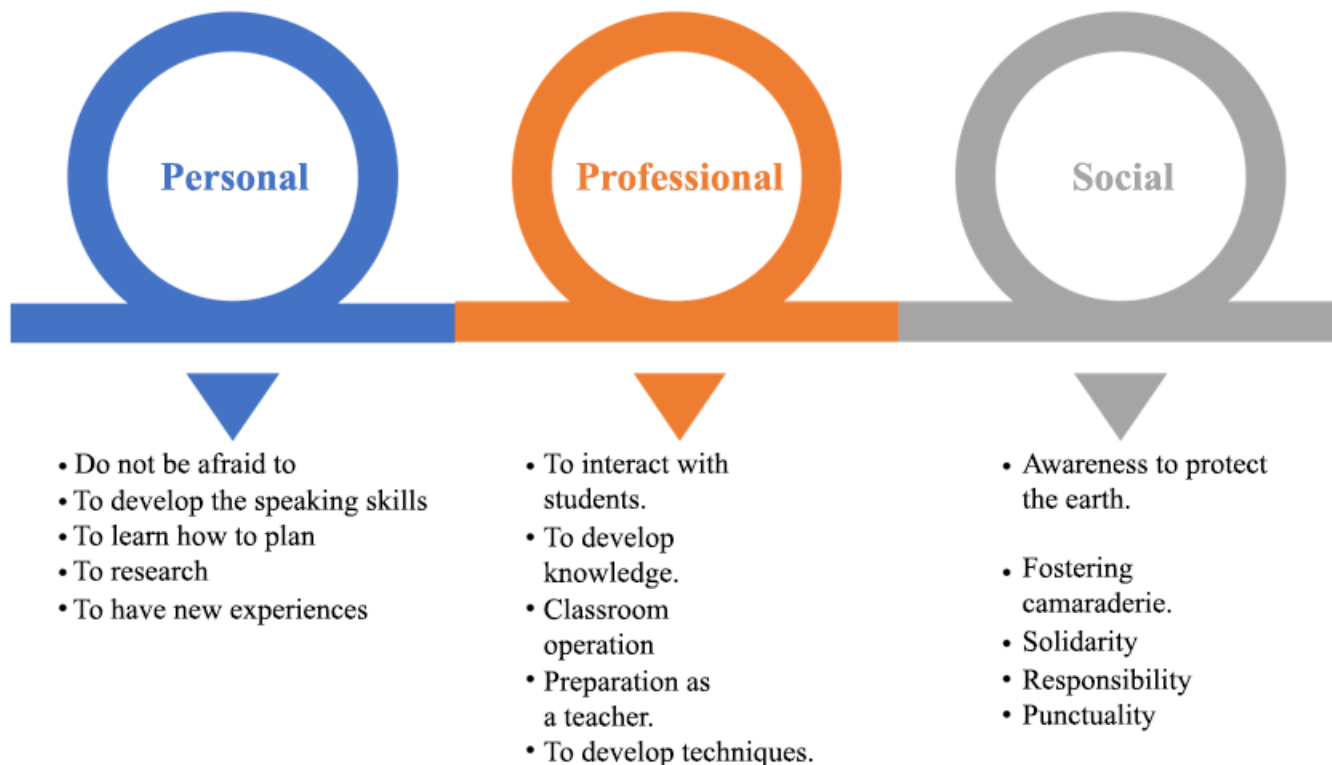 Personal
• Do not be afraid to
• To develop the speaking skills
• To learn how to plan
• To research
• To have new experiences
Professional
• To interact with
students.
• To develop
knowledge.
• Classroom
operation
• Preparation as
a teacher.
• To develop techniques.
Social
• Awareness to protect
the earth.
• Fostering
camaraderie.
• Solidarity
• Responsibility
• Punctuality